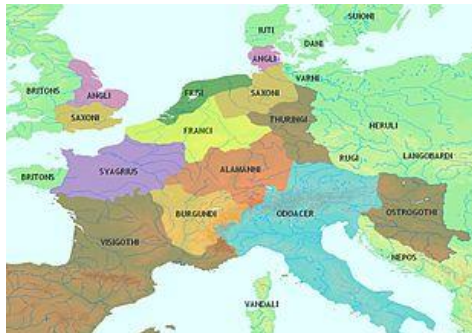 SUIONI
IUTI
DANI
ANGLI
VARNI
BRITONS
ANGLI
FRISI
SAXONI
SAXONI
THURINGI
HERULI
FRANCI
LANGOBARDI
RUGI
SYAGRIUS
ALAMANNI
BRITONS
BURGUNDI
ODOACER
OSTROGOTHI
VISIGOTHI
NEPOS
VANDALI